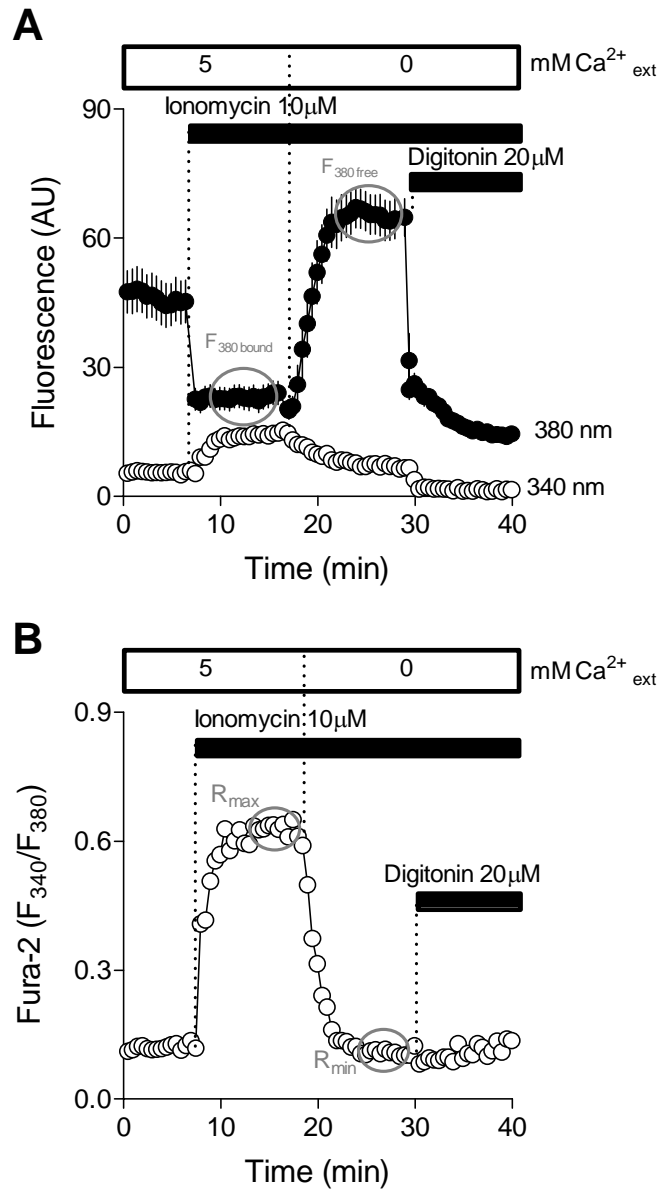 A
5 0 mM Ca2+ ext
90
Ionomycin 10µM
Digitonin 20µM
F380 free
60
Fluorescence (AU)
30
F380 bound
380 nm
340 nm
0
0 10 20 30 40
Time (min)
B
5 0 mM Ca2+ ext
0.9
Ionomycin 10µM
Rmax
0.6
Digitonin 20µM
Fura-2 (F340/F380)
0.3
Rmin
0.0
0 10 20 30 40
Time (min)